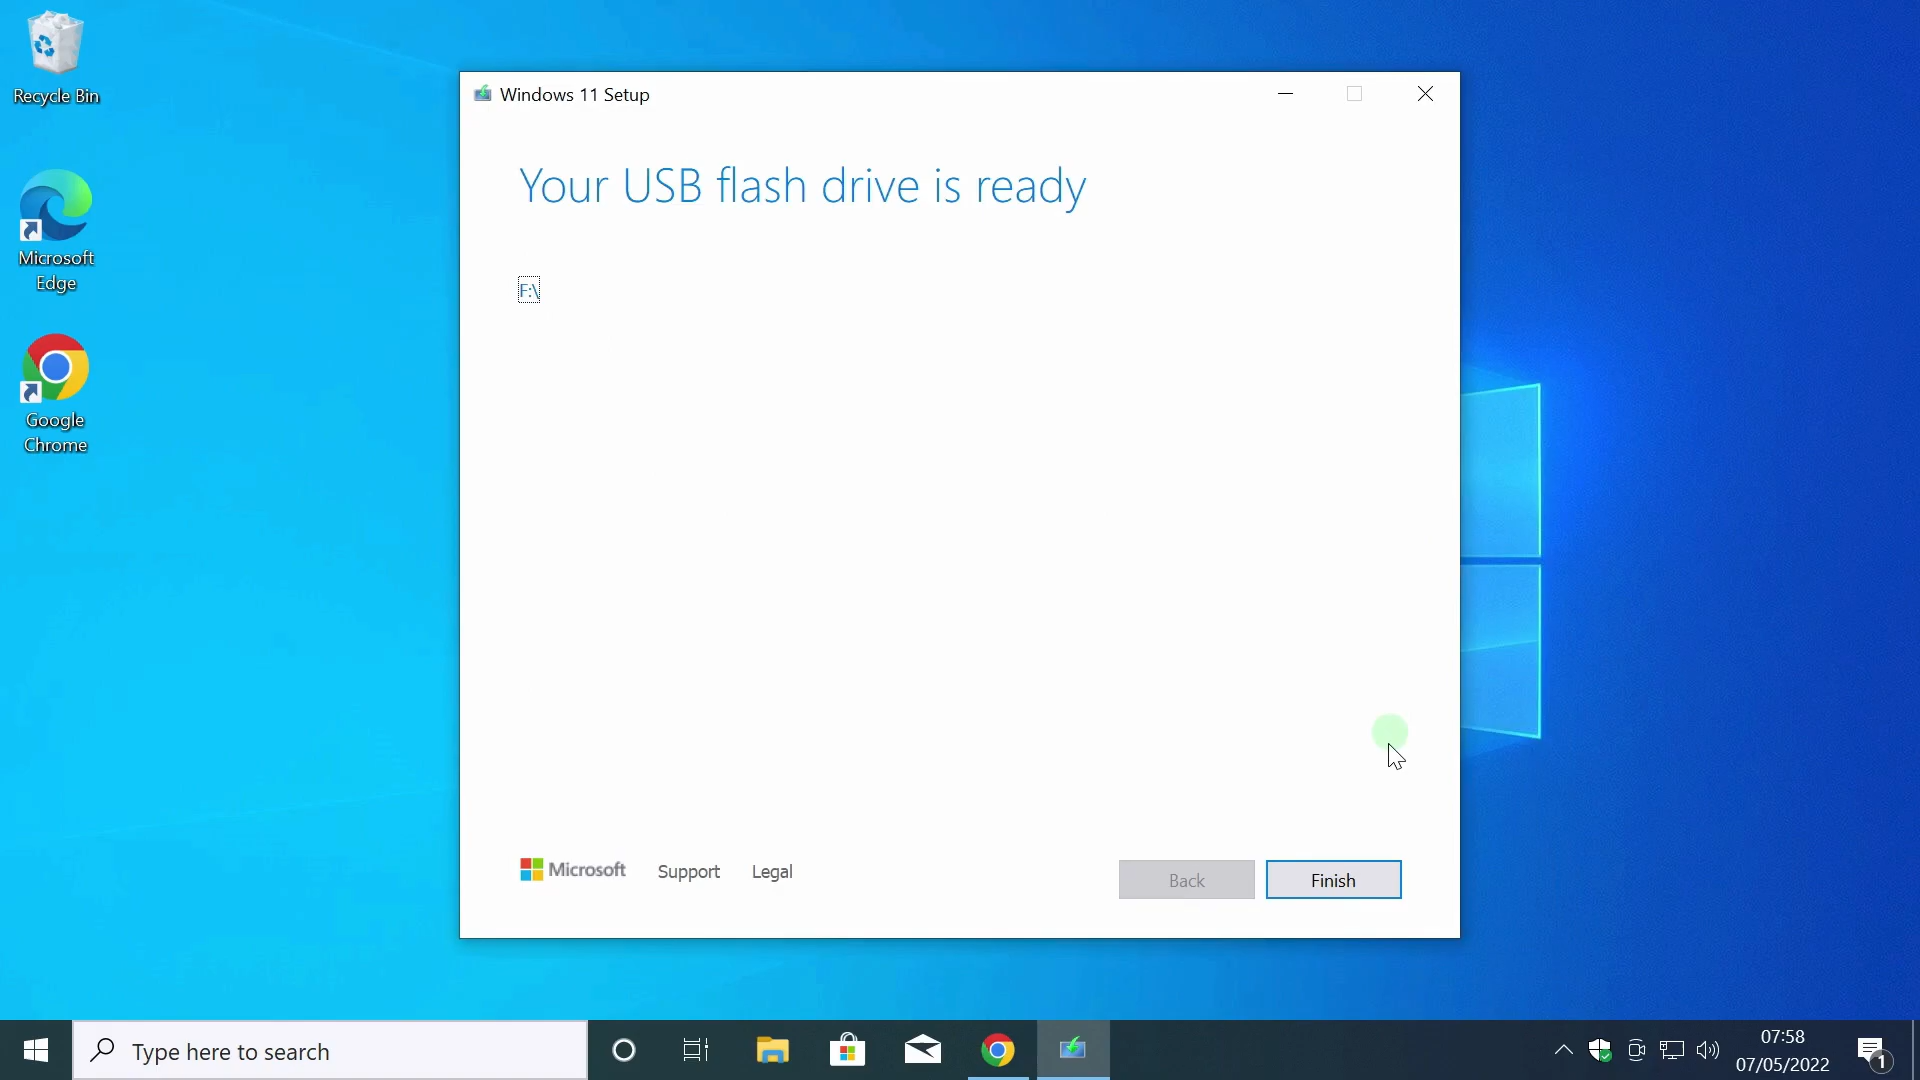 Recycle Bin
Microsoft
Edge
Google
Chrome
Windows 11 Setup
Your USB flash drive is ready
F:\
Microsoft
Support
Legal
Back
Finish
Type here to search
07:58
07/05/2022
1